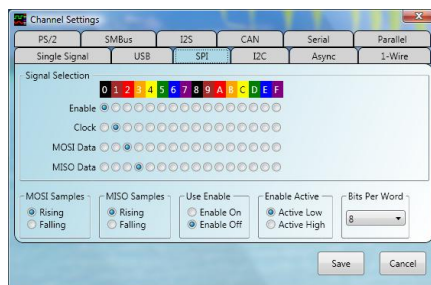 Channel Settings
PS/2 SMBus I2S CAN Serial Parallel
Single Signal USB SPI I2C Async 1-Wire
Signal Selection
0 1 2 3 4 5 6 7 8 9 A B C D E F
Enable
Clock
MOSI Data
MISO Data
MOSI Samples MISO Samples Use Enable Enable Active Bits Per Word
Rising Rising Enable On Active Low 8
Falling Falling Enable Off Active High
Save Cancel